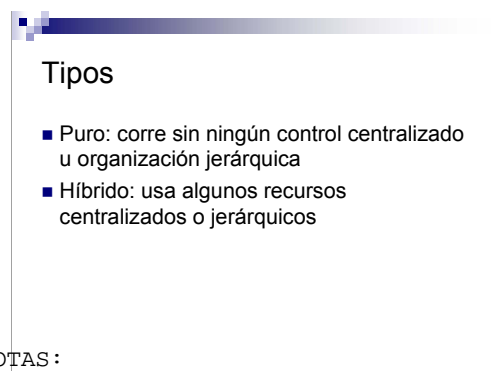 Tipos
Puro: corre sin ningún control centralizado
u organización jerárquica
Híbrido: usa algunos recursos
centralizados o jerárquicos
OTAS: